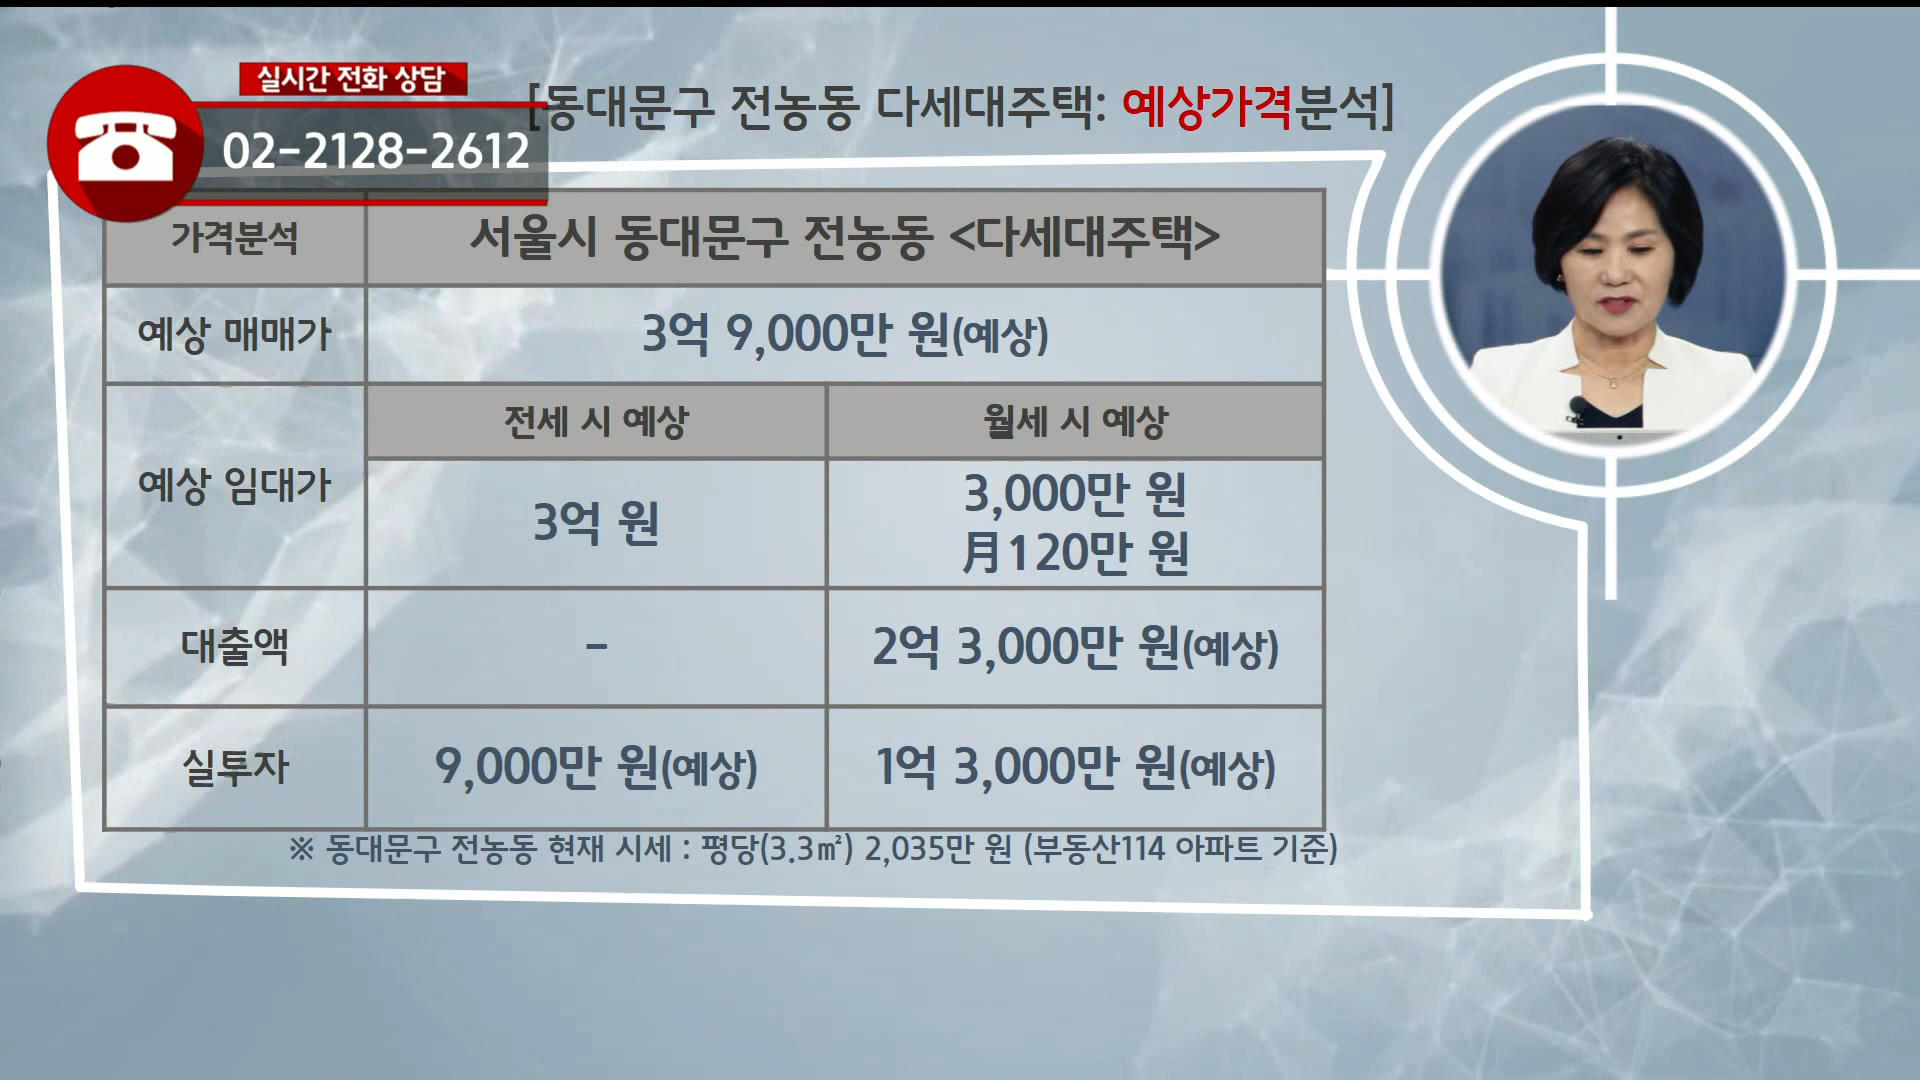 실시간 전화 상담
02-2128-2612
[동대문구 전농동 다세대주택: 예상가격분석]
가격분석
서울시 동대문구 전농동 <다세대주택>
예상 매매가
3억 9,000만 원(예상)
예상 임대가
전세 시 예상
월세 시 예상
3억 원
3,000만 원
月120만 원
대출액
-
2억 3,000만 원(예상)
실투자
9,000만 원(예상)
1억 3,000만 원(예상)
※ 동대문구 전농동 현재 시세 : 평당(3.3㎡) 2,035만 원 (부동산114 아파트 기준)